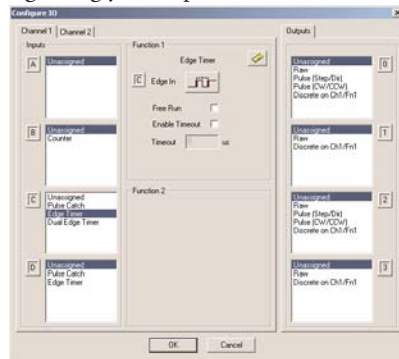 Configure IO
Channel 1
Channel 2
Inputs
A
Unassigned
B
Unassigned
Counter
C
Unassigned
Pulse Catch
Edge Timer
Dual Edge Timer
D
Unassigned
Pulse Catch
Edge Timer
Function 1
Edge Timer
C
Edge In
Free Run
Enable Timeout
Timeout
us
Function 2
Outputs
Unassigned
Raw
Pulse (Step/Dir)
Pulse (CW/CCW)
Discrete on Ch1/Fn1
0
Unassigned
Raw
Discrete on Ch1/Fn1
1
Unassigned
Raw
Pulse (Step/Dir)
Pulse (CW/CCW)
Discrete on Ch1/Fn1
2
Unassigned
Raw
Discrete on Ch1/Fn1
3
OK
Cancel